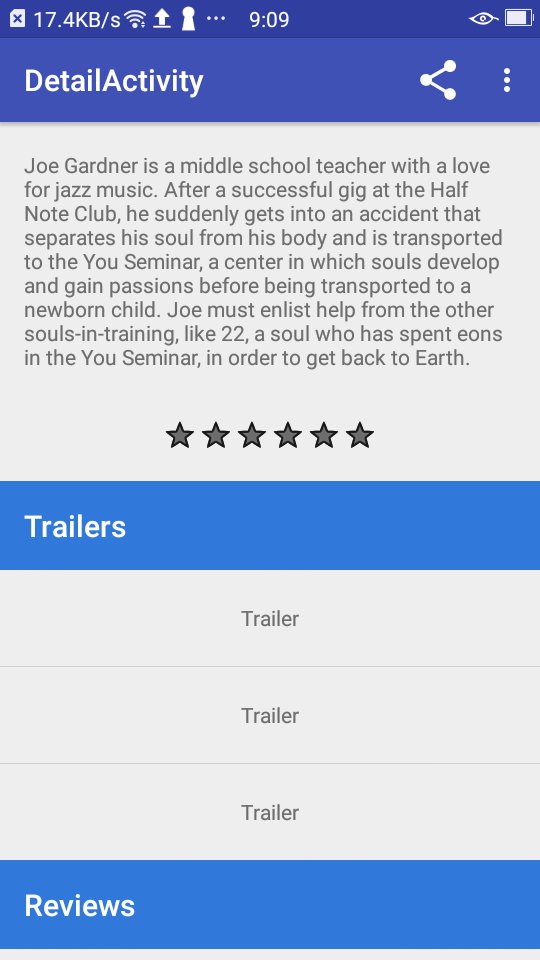 17.4KB/s 9:09
DetailActivity
Joe Gardner is a middle school teacher with a love
for jazz music. After a successful gig at the Half
Note Club, he suddenly gets into an accident that
separates his soul from his body and is transported
to the You Seminar, a center in which souls develop
and gain passions before being transported to a
newborn child. Joe must enlist help from the other
souls-in-training, like 22, a soul who has spent eons
in the You Seminar, in order to get back to Earth.
Trailers
Trailer
Trailer
Trailer
Reviews